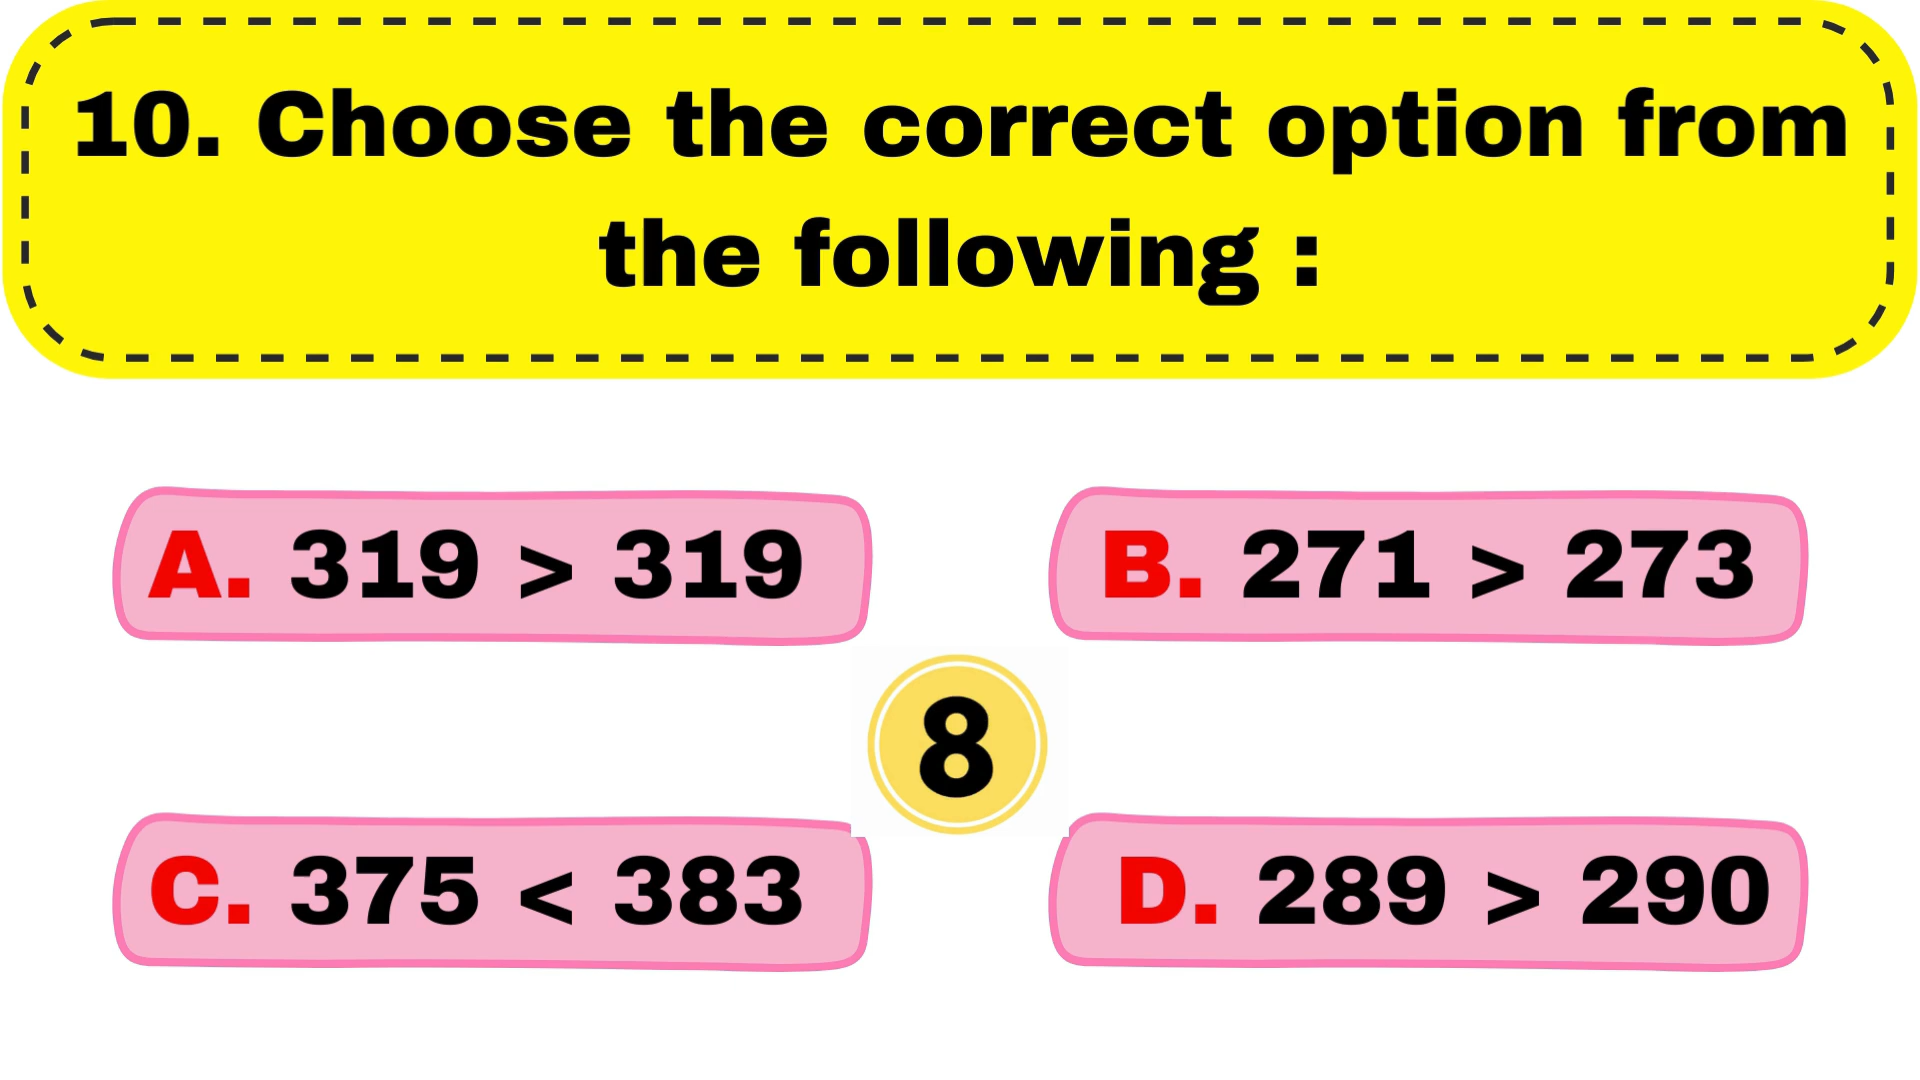 10. Choose the correct option from
the following :
A. 319 > 319
B. 271 > 273
8
C. 375 < 383
D. 289 > 290